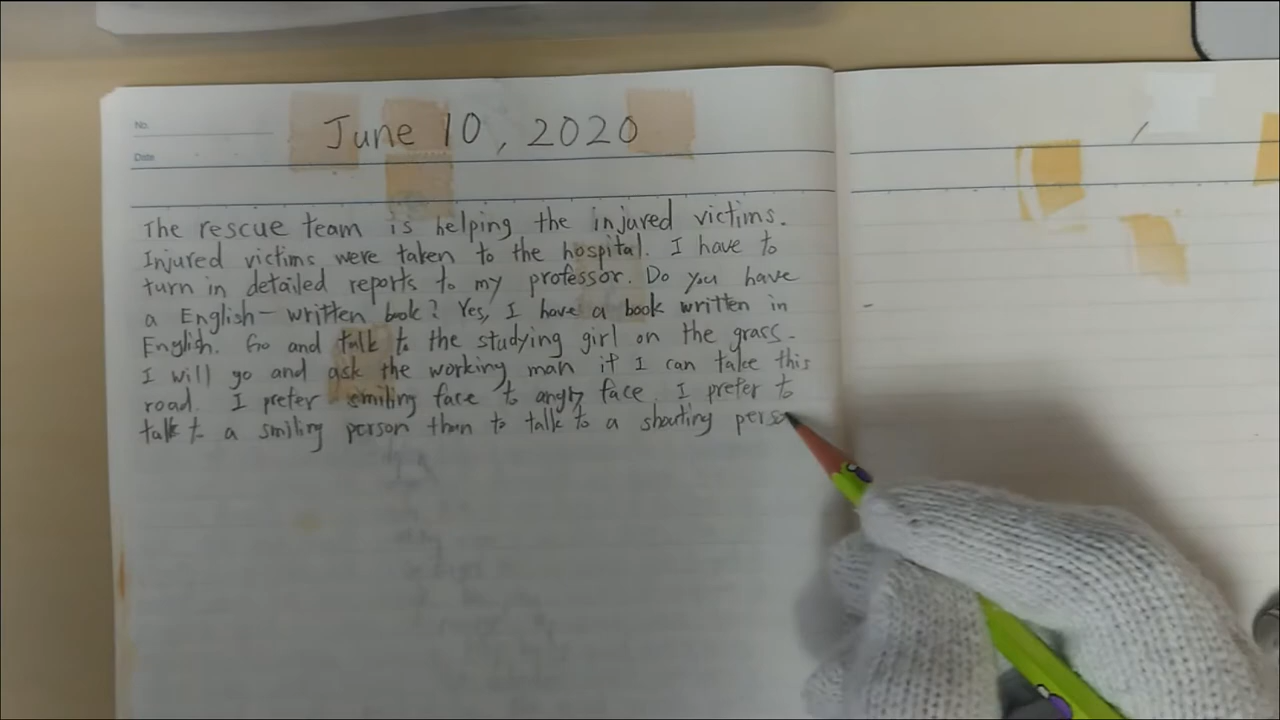 No.
June 10, 2020
Date
The rescue team is helping the injured victims.
Injured victims were taken to the hospital. I have to
turn in detailed reports to my professor. Do you have
a English-written book? Yes, I have a book written in
English. Go and talk to the studying girl on the grass.
I will go and ask the working man if I can take this
road. I prefer smiling face to angry face. I prefer to
talk to a smiling person than to talk to a shouting perso